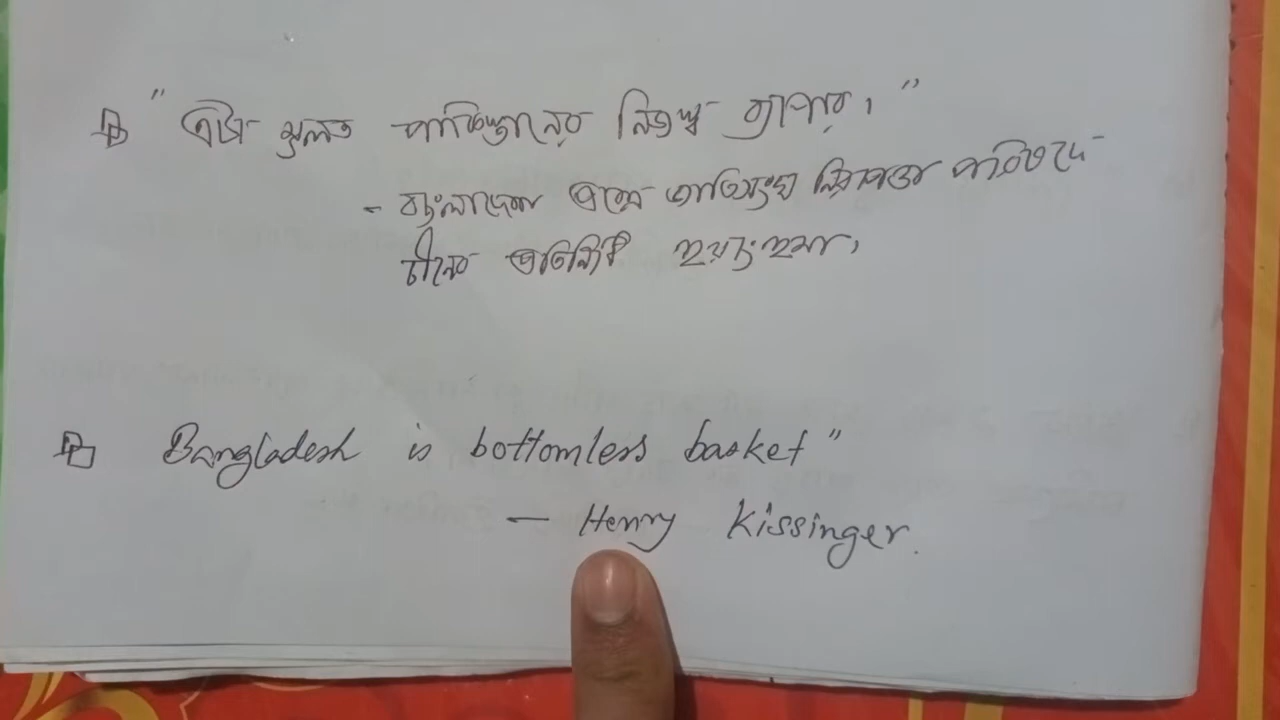 " এটা মূলত পাকিস্তানের নিজস্ব ব্যাপার। "
- বাংলাদেশ প্রশ্নে জাতিসংঘ নিরাপত্তা পরিষদে
চীনের প্রতিনিধি হুয়াংহুয়া।
Bangladesh is bottomless basket"
— Henry Kissinger.